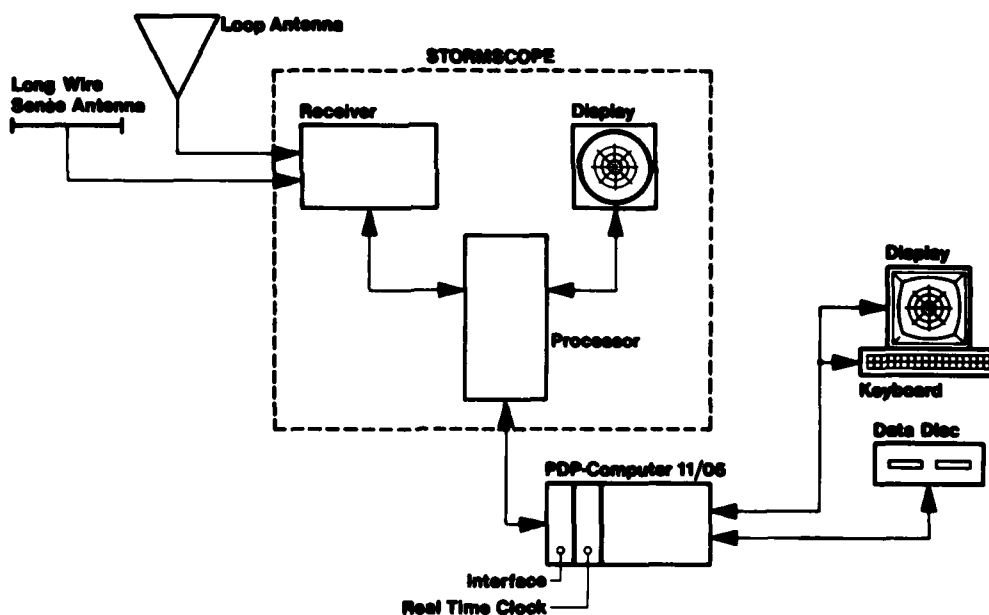 Loop Antenna
STORMSCOPE
Long Wire
Sense Antenna
Receiver
Display
Display
Processor
Keyboard
Data Disc
PDP-Computer 11/05
Interface
Real Time Clock